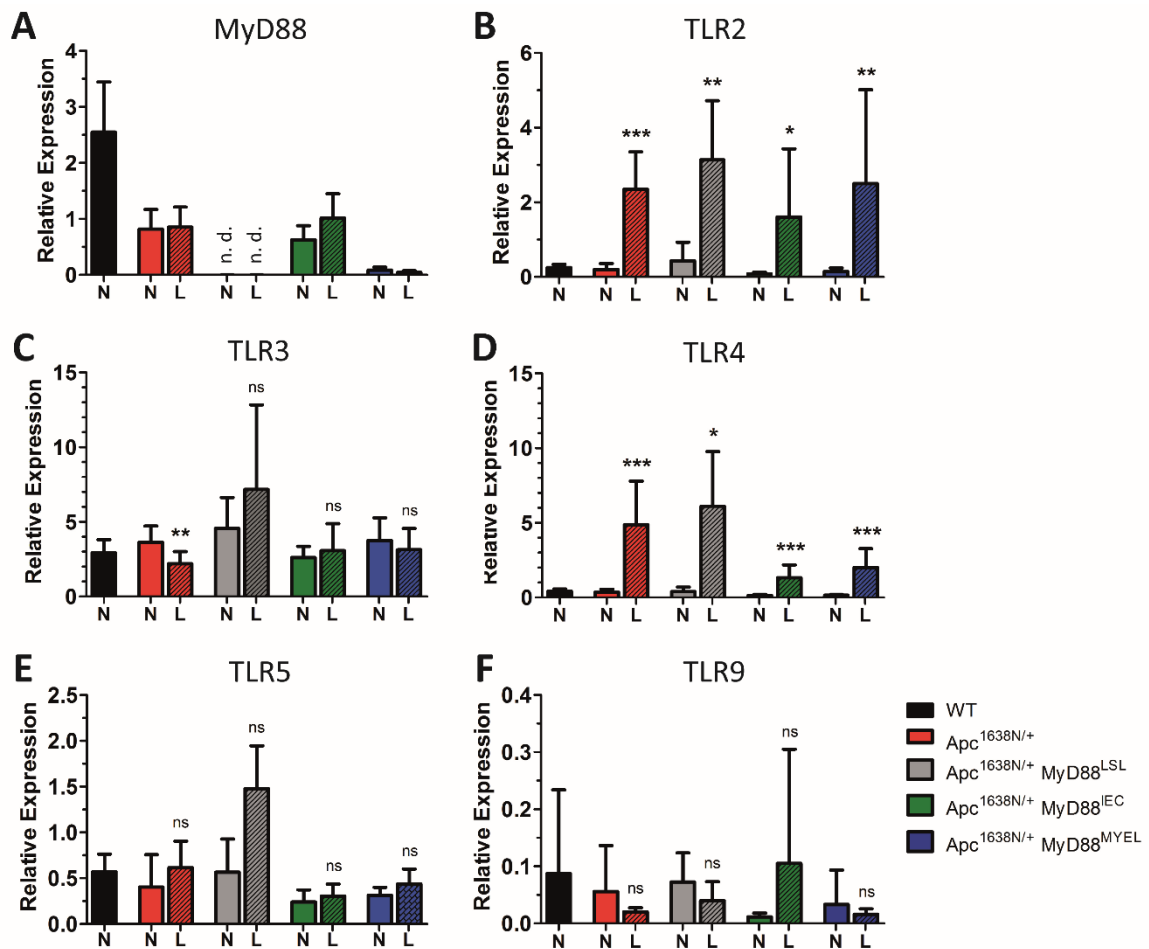 A MyD88
Relative Expression
4
3
2
1
0
n. d. n. d.
N N L N L N L N L
B TLR2
Relative Expression
6
4
2
0
*** ** * **
N N L N L N L N L
C TLR3
Relative Expression
15
10
5
0
** ns ns ns
N N L N L N L N L
D TLR4
Relative Expression
15
10
5
0
*** * *** ***
N N L N L N L N L
E TLR5
Relative Expression
2.5
2.0
1.5
1.0
0.5
0.0
ns ns ns ns
N N L N L N L N L
F TLR9
Relative Expression
0.4
0.3
0.2
0.1
0.0
ns ns ns ns
N N L N L N L N L
WT
Apc1638N/+
Apc1638N/+ MyD88LSL
Apc1638N/+ MyD88IEC
Apc1638N/+ MyD88MYEL